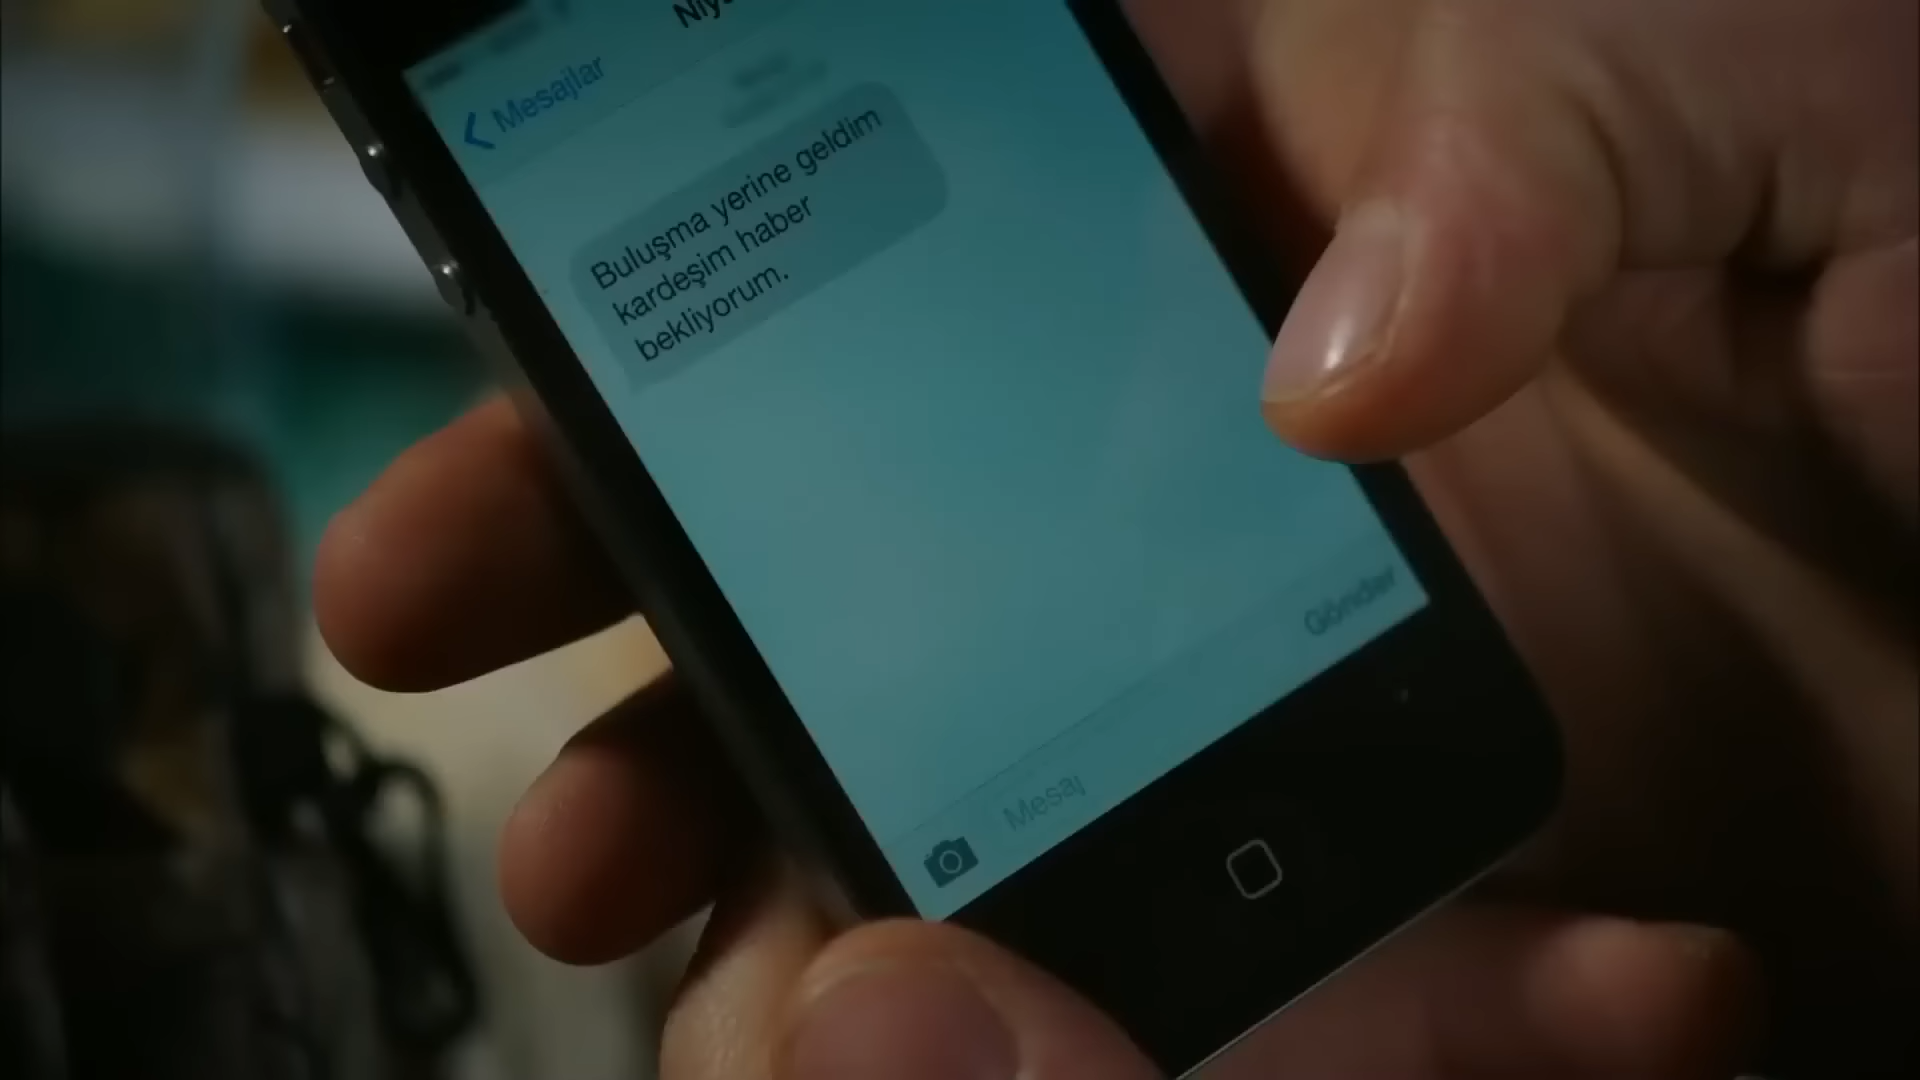 Mesajlar
Buluşma yerine geldim
kardeşim haber
bekliyorum.
Gönder
Mesaj